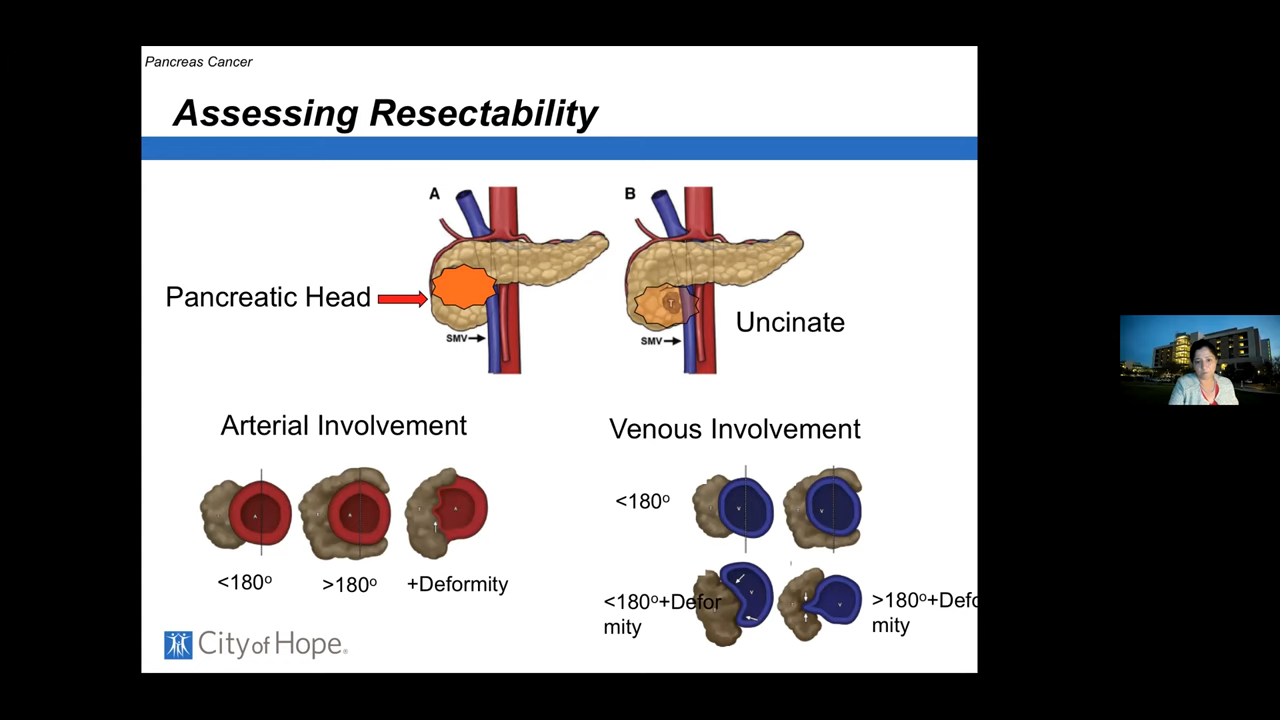 Pancreas Cancer
Assessing Resectability
A
B
Pancreatic Head
T
Uncinate
SMV
SMV
Arterial Involvement
Venous Involvement
<180º
A
A
A
V
V
<180º
>180º
+Deformity
V
V
<180º+Defor
mity
>180º+Defo
mity
City of Hope®